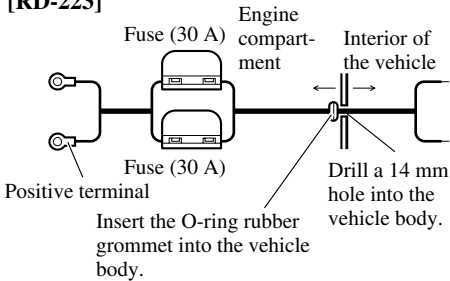 [RD-223]
Fuse (30 A)
Engine
compart-
ment
Interior of
the vehicle
Fuse (30 A)
Positive terminal
Drill a 14 mm
hole into the
vehicle body.
Insert the O-ring rubber
grommet into the vehicle
body.